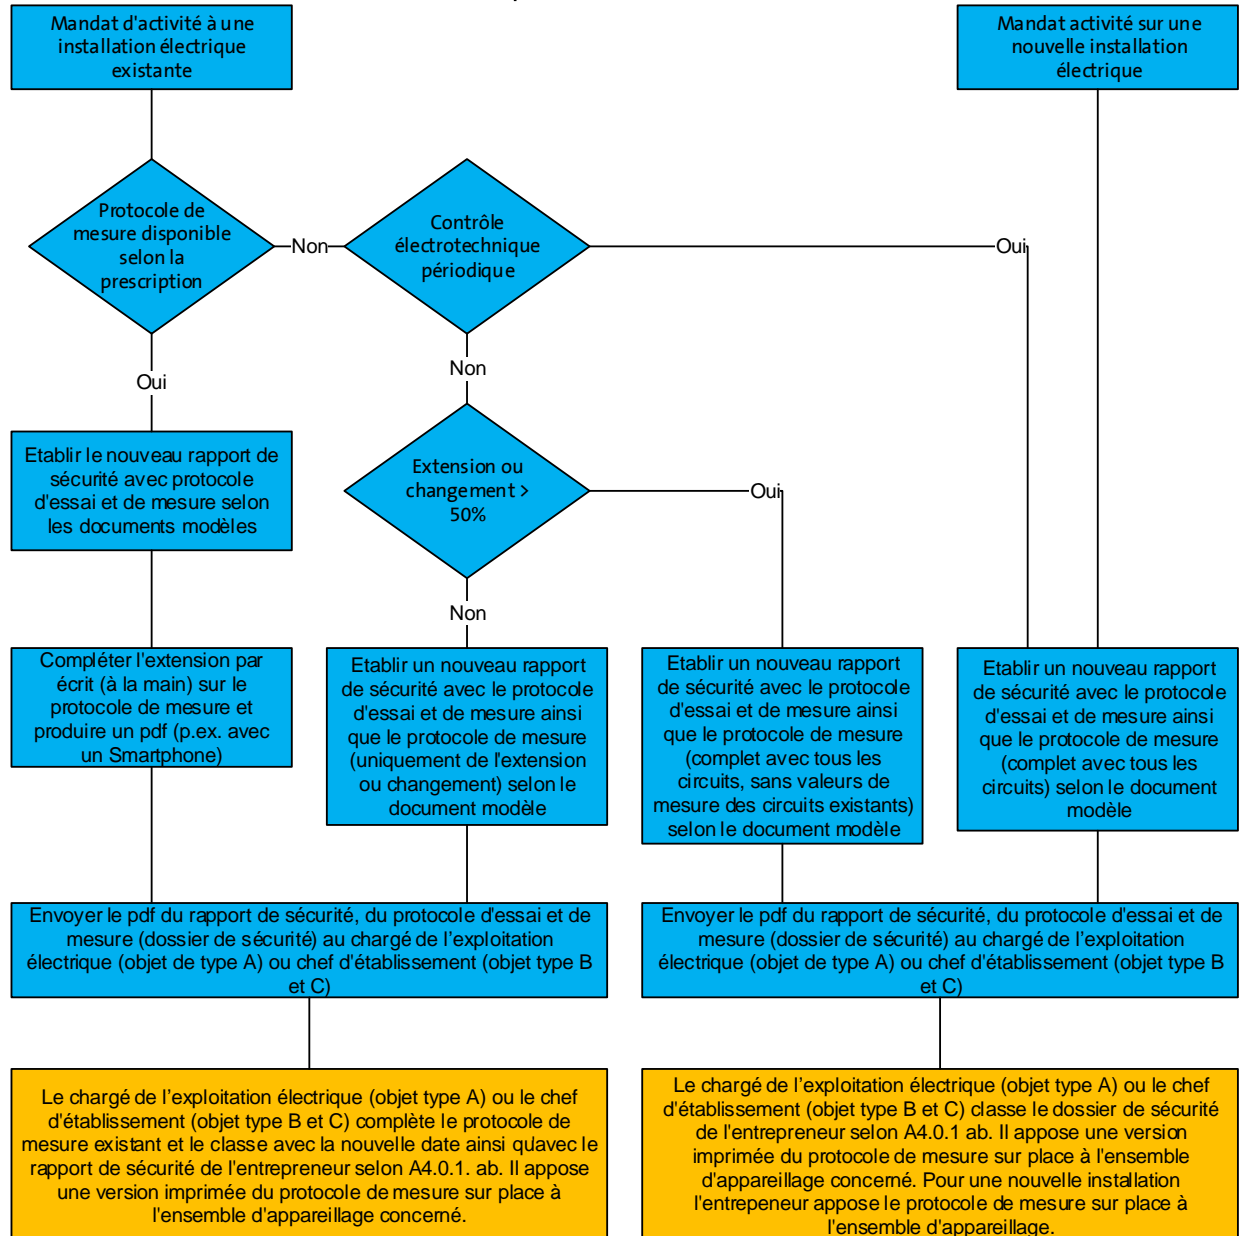 Mandat d'activité à une
installation électrique
existante
Mandat activité sur une
nouvelle installation
électrique
Protocole de
mesure disponible
selon la
prescription
Non
Contrôle
électrotechnique
périodique
Oui
Oui
Non
Etablir le nouveau rapport de
sécurité avec protocole
d'essai et de mesure selon
les documents modèles
Extension ou
changement >
50%
Oui
Non
Compléter l'extension par
écrit (à la main) sur le
protocole de mesure et
produire un pdf (p.ex. avec
un Smartphone)
Etablir un nouveau rapport
de sécurité avec le protocole
d'essai et de mesure ainsi
que le protocole de mesure
(uniquement de l'extension
ou changement) selon le
document modèle
Etablir un nouveau rapport
de sécurité avec le protocole
d'essai et de mesure ainsi
que le protocole de mesure
(complet avec tous les
circuits, sans valeurs de
mesure des circuits existants)
selon le document modèle
Etablir un nouveau rapport
de sécurité avec le protocole
d'essai et de mesure ainsi
que le protocole de mesure
(complet avec tous les
circuits) selon le document
modèle
Envoyer le pdf du rapport de sécurité, du protocole d'essai et de
mesure (dossier de sécurité) au chargé de l'exploitation
électrique (objet de type A) ou chef d'établissement (objet type B
et C)
Envoyer le pdf du rapport de sécurité, du protocole d'essai et de
mesure (dossier de sécurité) au chargé de l'exploitation
électrique (objet de type A) ou chef d'établissement (objet type B
et C)
Le chargé de l'exploitation électrique (objet type A) ou le chef
d'établissement (objet type B et C) complète le protocole de
mesure existant et le classe avec la nouvelle date ainsi qu'avec le
rapport de sécurité de l'entrepreneur selon A4.0.1. ab. Il appose
une version imprimée du protocole de mesure sur place à
l'ensemble d'appareillage concerné.
Le chargé de l'exploitation électrique (objet type A) ou le chef
d'établissement (objet type B et C) classe le dossier de sécurité
de l'entrepreneur selon A4.0.1 ab. Il appose une version
imprimée du protocole de mesure sur place à l'ensemble
d'appareillage concerné. Pour une nouvelle installation
l'entrepeneur appose le protocole de mesure sur place à
l'ensemble d'appareillage.